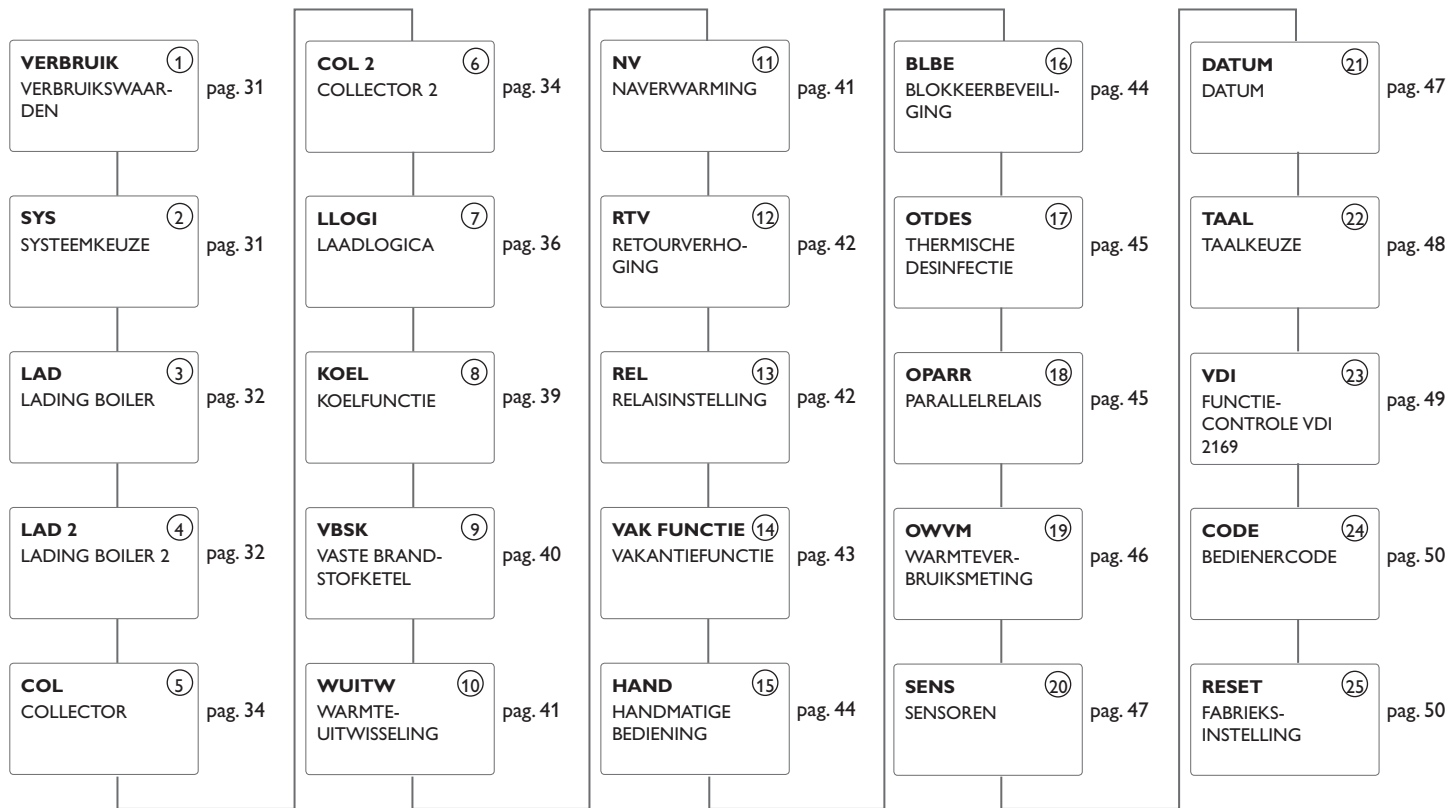 VERBRUIK 1
VERBRUIKSWAAR-
DEN
pag. 31
SYS 2
SYSTEEMKEUZE
pag. 31
LAD 3
LADING BOILER
pag. 32
LAD 2 4
LADING BOILER 2
pag. 32
COL 5
COLLECTOR
pag. 34
COL 2 6
COLLECTOR 2
pag. 34
LLOGI 7
LAADLOGICA
pag. 36
KOEL 8
KOELFUNCTIE
pag. 39
VBSK 9
VASTE BRAND-
STOFKETEL
pag. 40
WUITW 10
WARMTE-
UITWISSELING
pag. 41
NV 11
NAVERWARMING
pag. 41
RTV 12
RETOURVERHO-
GING
pag. 42
REL 13
RELAISINSTELLING
pag. 42
VAK FUNCTIE 14
VAKANTIEFUNCTIE
pag. 43
HAND 15
HANDMATIGE
BEDIENING
pag. 44
BLBE 16
BLOKKEERBEVEILI-
GING
pag. 44
OTDES 17
THERMISCHE
DESINFECTIE
pag. 45
OPARR 18
PARALLELRELAIS
pag. 45
OWVM 19
WARMTEVER-
BRUIKSMETING
pag. 46
SENS 20
SENSOREN
pag. 47
DATUM 21
DATUM
pag. 47
TAAL 22
TAALKEUZE
pag. 48
VDI 23
FUNCTIE-
CONTROLE VDI
2169
pag. 49
CODE 24
BEDIENERCODE
pag. 50
RESET 25
FABRIEKS-
INSTELLING
pag. 50